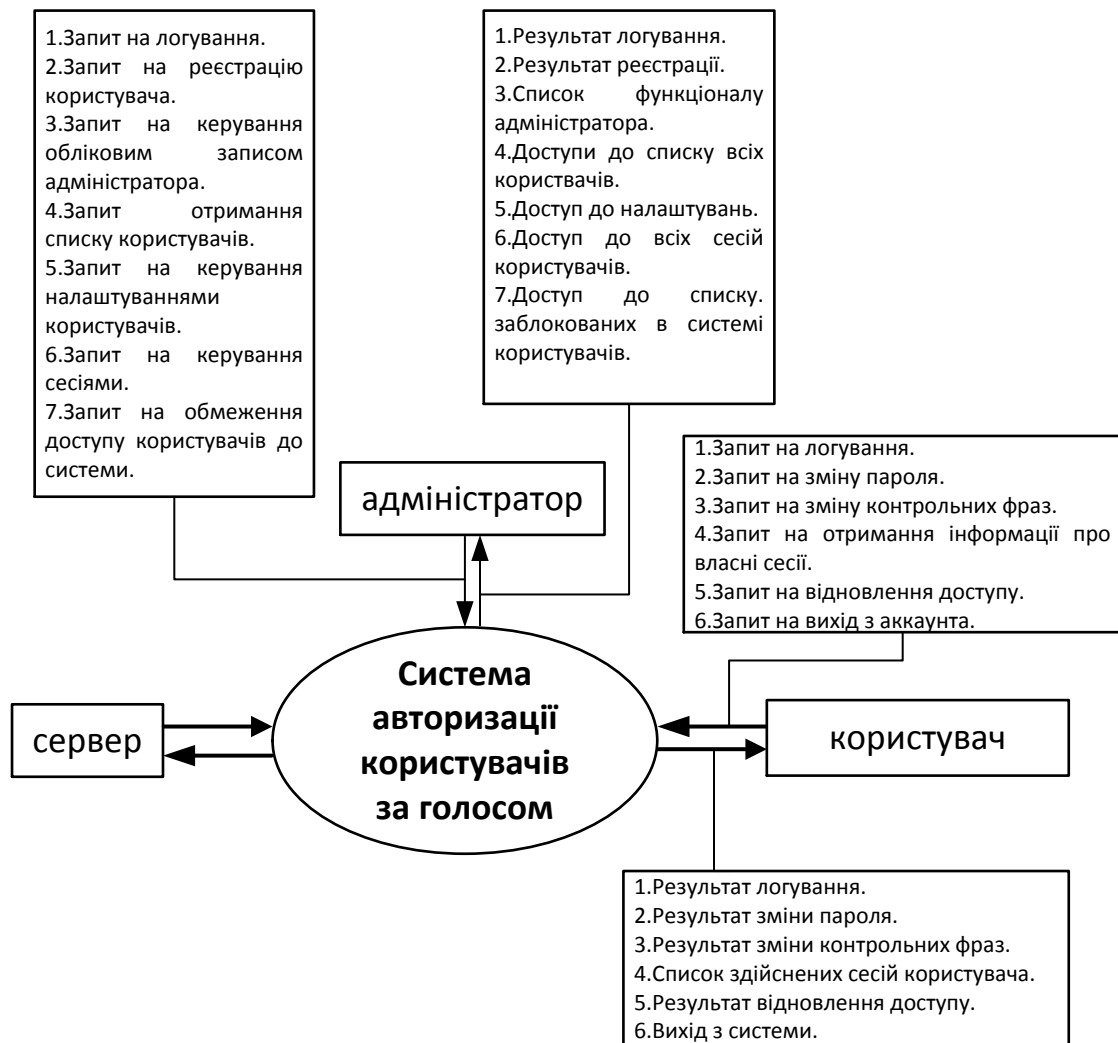 1.Запит на логування.
2.Запит на реєстрацію
користувача.
3.Запит на керування
обліковим записом
адміністратора.
4.Запит отримання
списку користувачів.
5.Запит на керування
налаштуваннями
користувачів.
6.Запит на керування
сесіями.
7.Запит на обмеження
доступу користувачів до
системи.
1.Результат логування.
2.Результат реєстрації.
3.Список функціоналу
адміністратора.
4.Доступи до списку всіх
користвачів.
5.Доступ до налаштувань.
6.Доступ до всіх сесій
користувачів.
7.Доступ до списку.
заблокованих в системі
користувачів.
адміністратор
1.Запит на логування.
2.Запит на зміну пароля.
3.Запит на зміну контрольних фраз.
4.Запит на отримання інформації про
власні сесії.
5.Запит на відновлення доступу.
6.Запит на вихід з аккаунта.
сервер
Система
авторизації
користувачів
за голосом
користувач
1.Результат логування.
2.Результат зміни пароля.
3.Результат зміни контрольних фраз.
4.Список здійснених сесій користувача.
5.Результат відновлення доступу.
6.Вихід з системи.